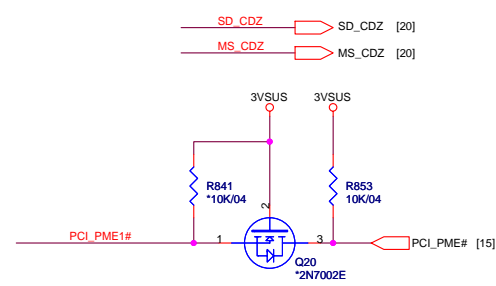 SD_CDZ SD_CDZ [20]
MS_CDZ MS_CDZ [20]
3VSUS 3VSUS
R841 R853
*10K/04 10K/04
2
PCI_PME1# 1 3 PCI_PME# [15]
Q20
*2N7002E